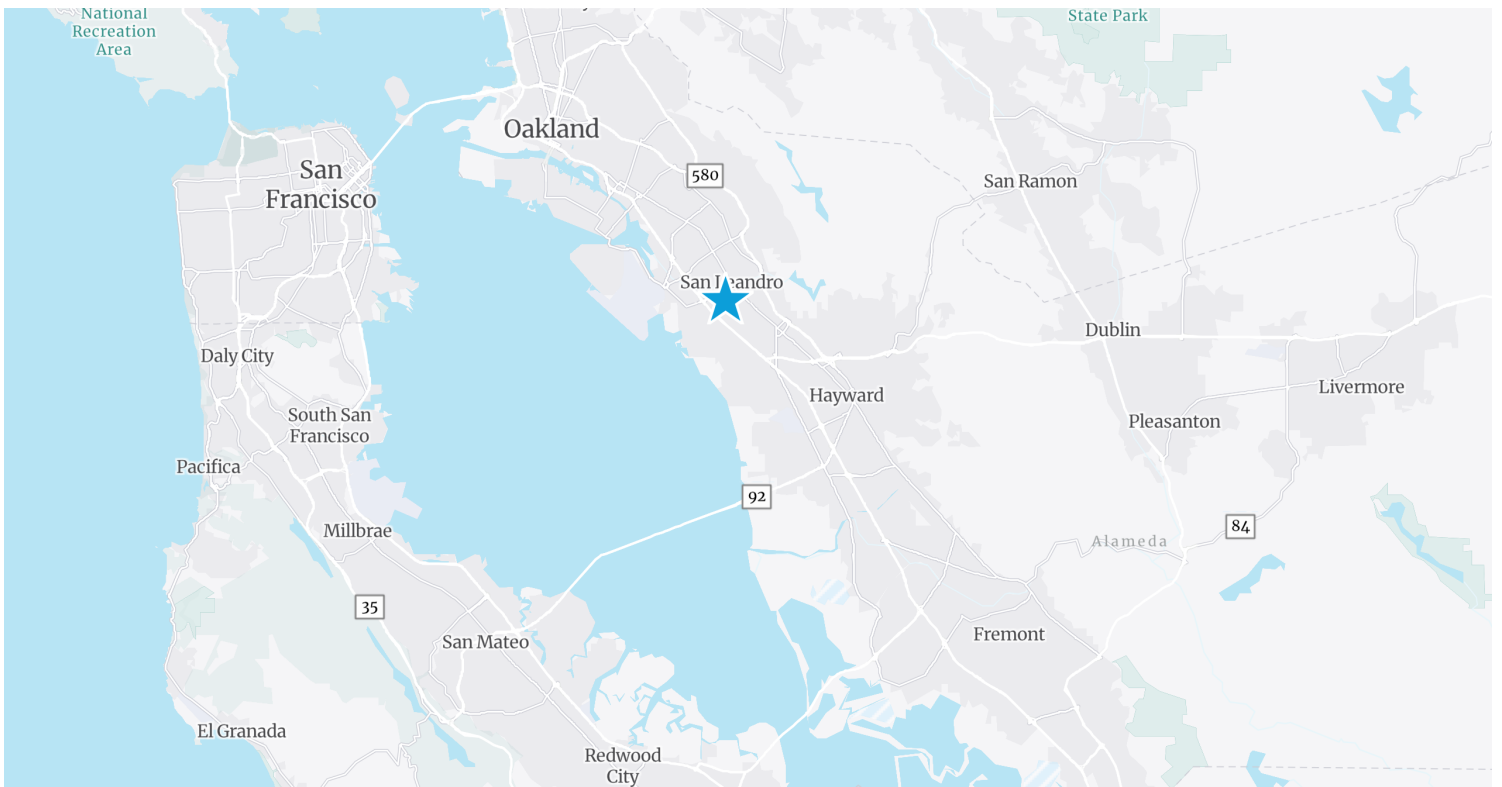 National
Recreation
Area
State Park
Oakland
San
Francisco
580
San Ramon
San Leandro
Dublin
Daly City
Livermore
Hayward
South San
Francisco
Pleasanton
Pacifica
92
84
Millbrae
Alameda
35
San Mateo
Fremont
El Granada
Redwood
City